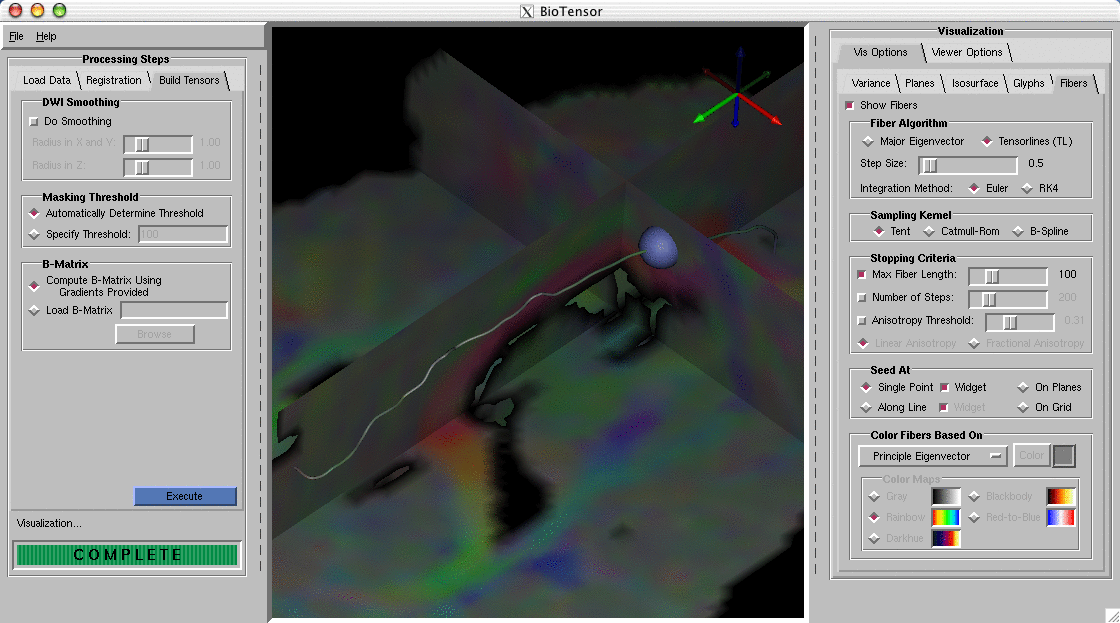 X BioTensor
File Help
Processing Steps
Load Data Registration Build Tensors
DWI Smoothing
Do Smoothing
Radius in X and Y: 1.00
Radius in Z: 1.00
Masking Threshold
Automatically Determine Threshold
Specify Threshold: 100
B-Matrix
Compute B-Matrix Using
Gradients Provided
Load B-Matrix
Browse
Execute
Visualization...
COMPLETE
Visualization
Vis Options Viewer Options
Variance Planes Isosurface Glyphs Fibers
Show Fibers
Fiber Algorithm
Major Eigenvector Tensorlines (TL)
Step Size: 0.5
Integration Method: Euler RK4
Sampling Kernel
Tent Catmull-Rom B-Spline
Stopping Criteria
Max Fiber Length: 100
Number of Steps: 200
Anisotropy Threshold: 0.31
Linear Anisotropy Fractional Anisotropy
Seed At
Single Point Widget On Planes
Along Line Widget On Grid
Color Fibers Based On
Principle Eigenvector Color
Color Maps
Gray Blackbody
Rainbow Red-to-Blue
Darkhue